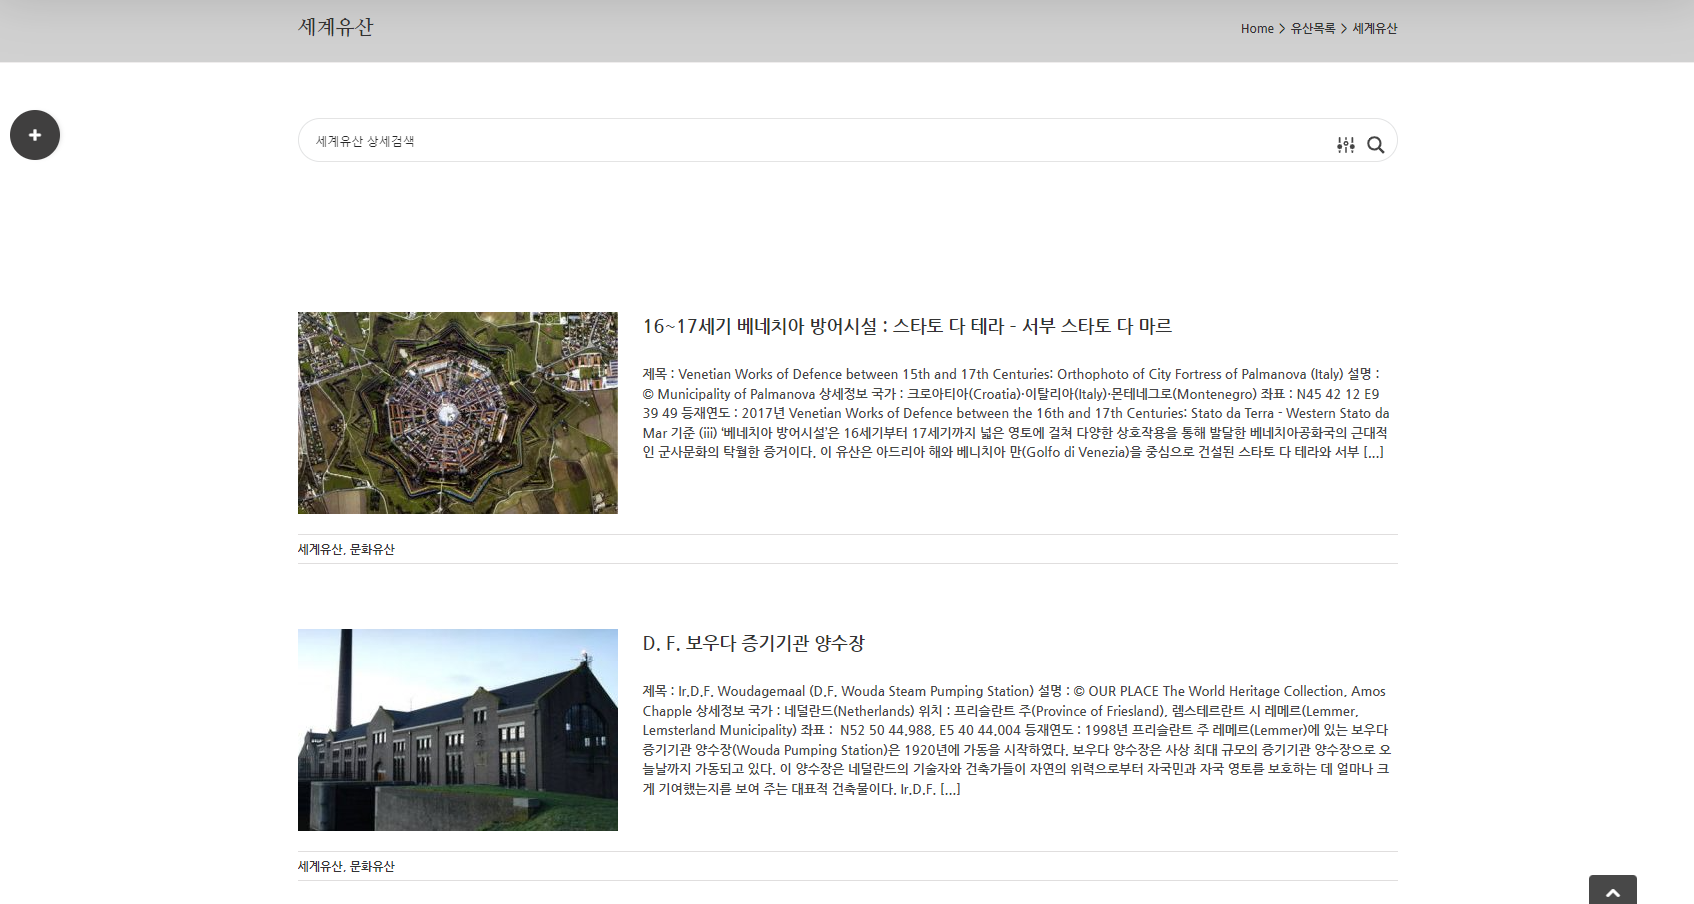 세계유산
Home > 유산목록 > 세계유산
세계유산 상세검색
16~17세기 베네치아 방어시설 : 스타토 다 테라 - 서부 스타토 다 마르
제목 : Venetian Works of Defence between 15th and 17th Centuries: Orthophoto of City Fortress of Palmanova (Italy) 설명 :
© Municipality of Palmanova 상세정보 국가 : 크로아티아(Croatia)·이탈리아(Italy)·몬테네그로(Montenegro) 좌표 : N45 42 12 E9
39 49 등재연도 : 2017년 Venetian Works of Defence between the 16th and 17th Centuries: Stato da Terra - Western Stato da
Mar 기준 (iii) ‘베네치아 방어시설’은 16세기부터 17세기까지 넓은 영토에 걸쳐 다양한 상호작용을 통해 발달한 베네치아공화국의 근대적
인 군사문화의 탁월한 증거이다. 이 유산은 아드리아 해와 베니치아 만(Golfo di Venezia)을 중심으로 건설된 스타토 다 테라와 서부 [...]
세계유산, 문화유산
D. F. 보우다 증기기관 양수장
제목 : Ir.D.F. Woudagemaal (D.F. Wouda Steam Pumping Station) 설명 : © OUR PLACE The World Heritage Collection, Amos
Chapple 상세정보 국가 : 네덜란드(Netherlands) 위치 : 프리슬란트 주(Province of Friesland), 렘스테르란트 시 레메르(Lemmer,
Lemsterland Municipality) 좌표 : N52 50 44.988, E5 40 44.004 등재연도 : 1998년 프리슬란트 주 레메르(Lemmer)에 있는 보우다
증기기관 양수장(Wouda Pumping Station)은 1920년에 가동을 시작하였다. 보우다 양수장은 사상 최대 규모의 증기기관 양수장으로 오
늘날까지 가동되고 있다. 이 양수장은 네덜란드의 기술자와 건축가들이 자연의 위력으로부터 자국민과 자국 영토를 보호하는 데 얼마나 크
게 기여했는지를 보여 주는 대표적 건축물이다. Ir.D.F. [...]
세계유산, 문화유산